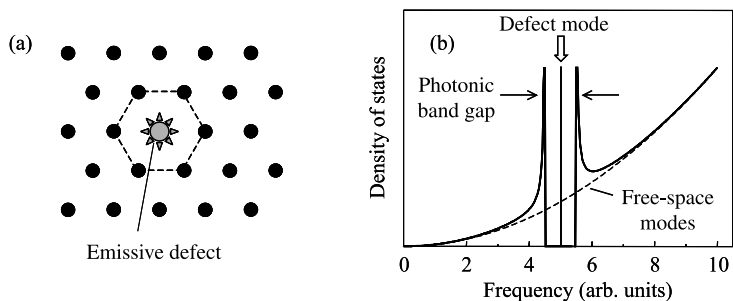 (a)
Emissive defect
(b)
Defect mode
Photonic
band gap
Free-space
modes
Density of states
0 2 4 6 8 10
Frequency (arb. units)